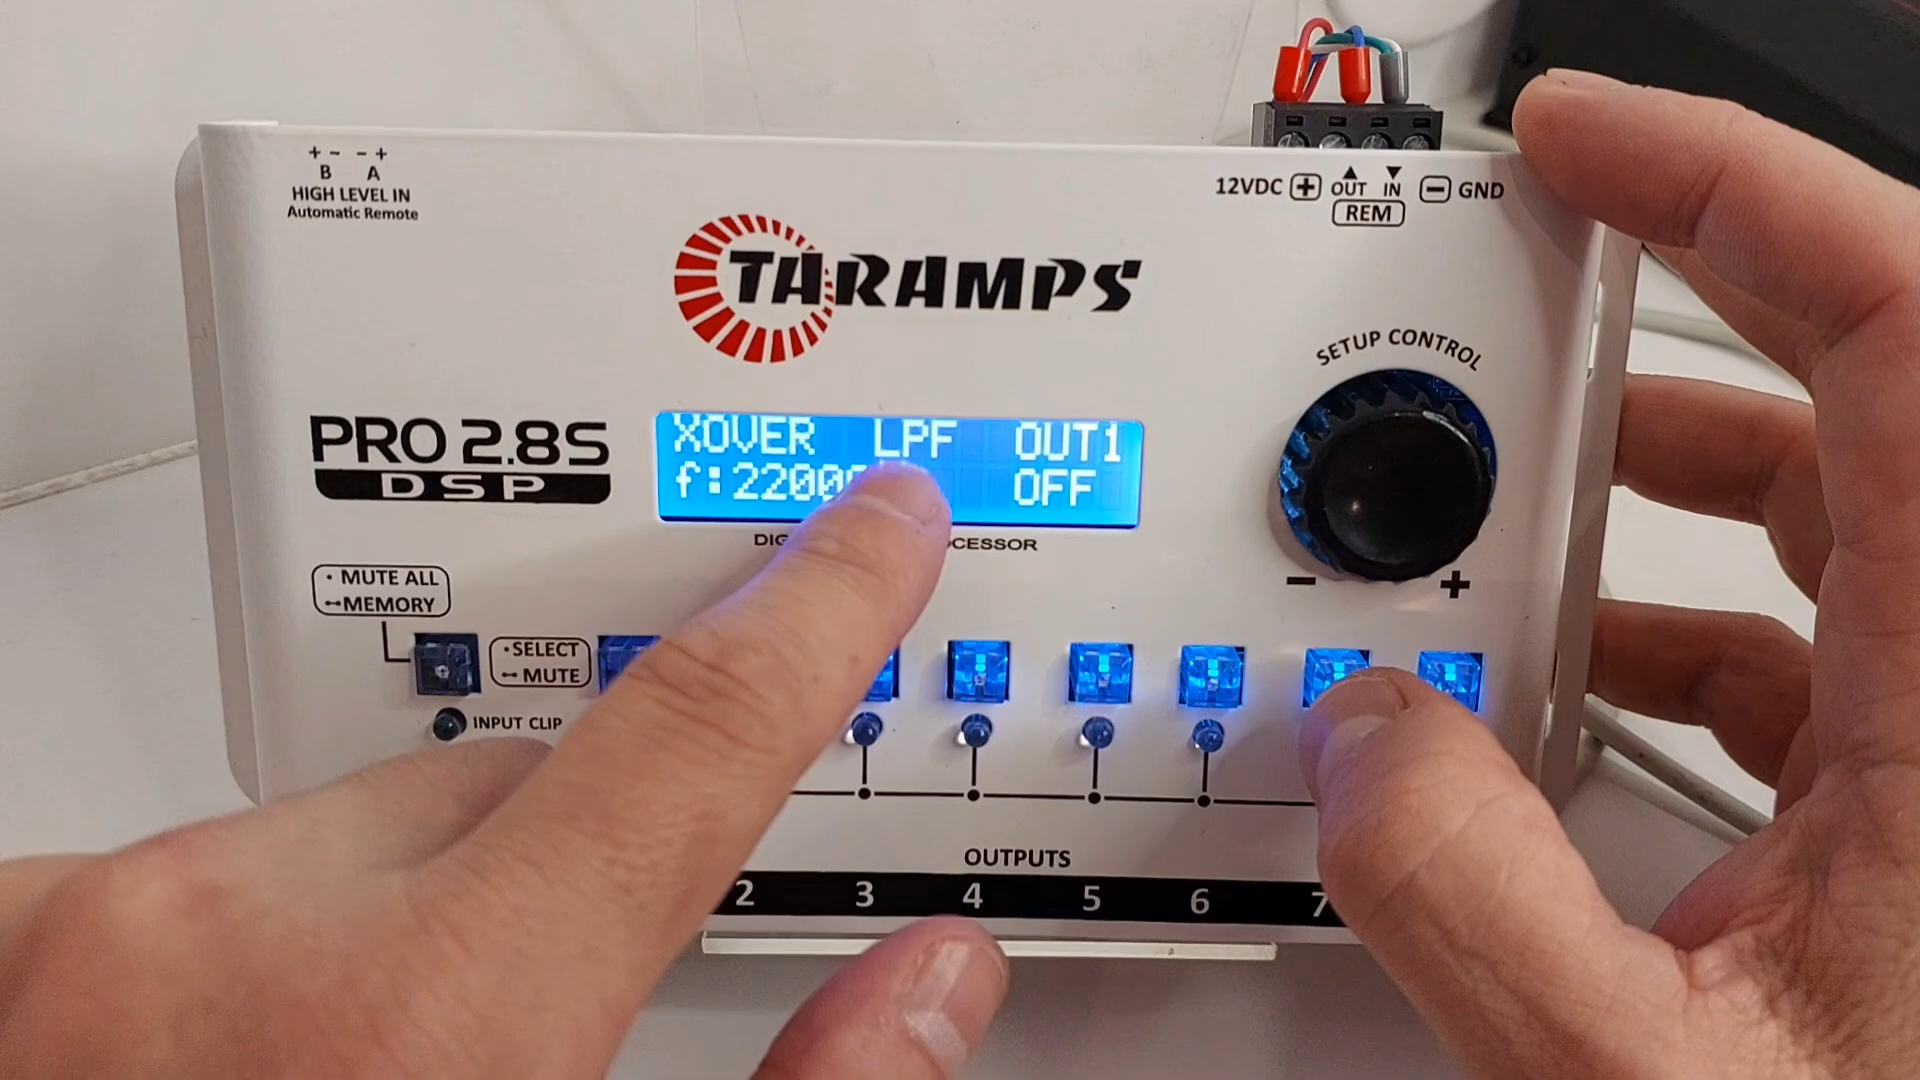 + - - +
B A
HIGH LEVEL IN
Automatic Remote
12VDC + OUT IN - GND
REM
TARAMPS
SETUP CONTROL
PRO 2.8S
DSP
XOVER LPF OUT1
f:2200 OFF
- +
• MUTE ALL
MEMORY
•SELECT
MUTE
INPUT CLIP
OUTPUTS
2 3 4 5 6 7